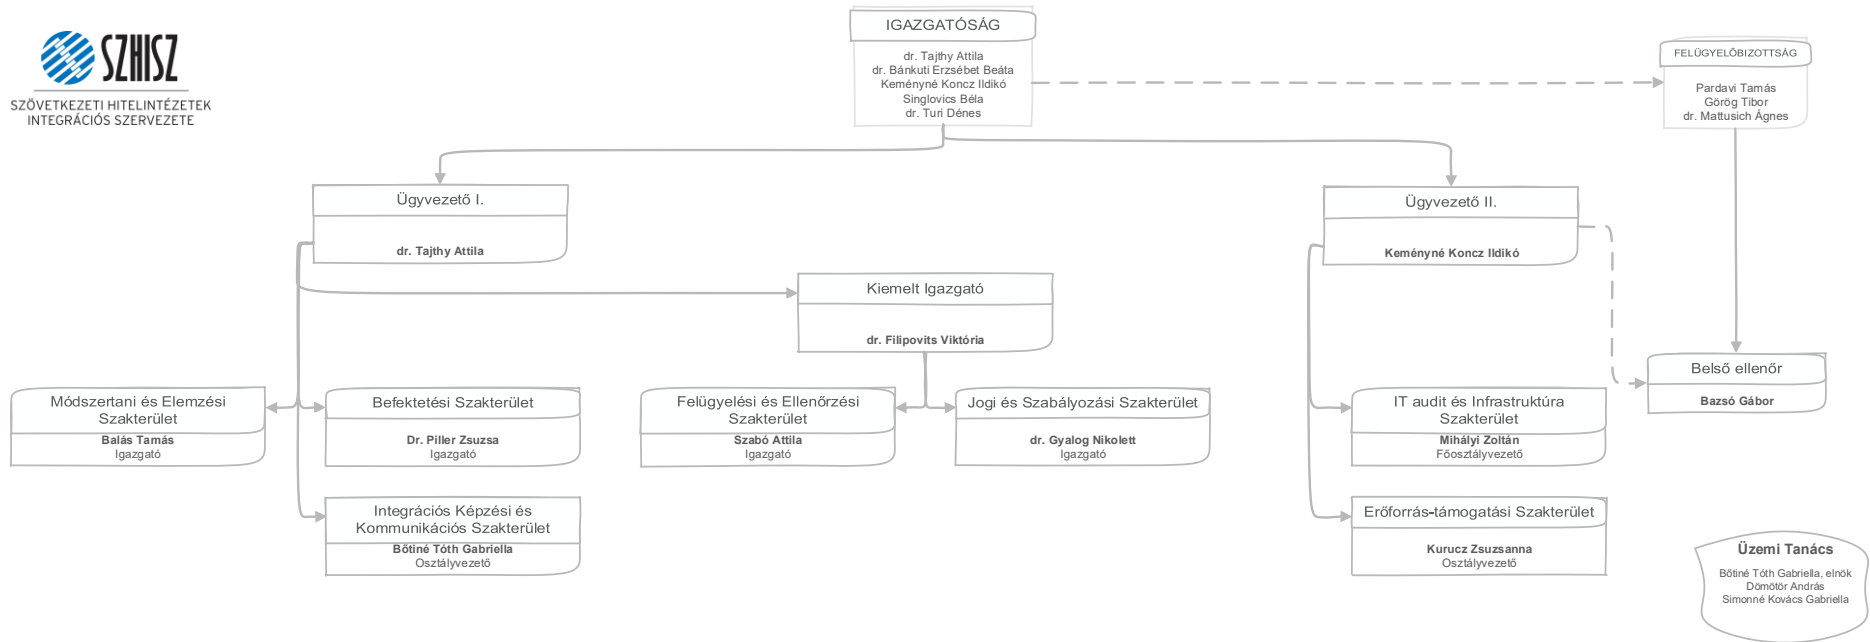 SZHISZ
SZÖVETKEZETI HITELINTÉZETEK
INTEGRÁCIÓS SZERVEZETE
IGAZGATÓSÁG
dr. Tajthy Attila
dr. Bánkuti Erzsébet Beáta
Keményné Koncz Ildikó
Singlovics Béla
dr. Turi Dénes
FELÜGYELŐBIZOTTSÁG
Pardavi Tamás
Görög Tibor
dr. Mattusich Ágnes
Ügyvezető I.
dr. Tajthy Attila
Ügyvezető II.
Keményné Koncz Ildikó
Kiemelt Igazgató
dr. Filipovits Viktória
Belső ellenőr
Bazsó Gábor
Módszertani és Elemzési
Szakterület
Balás Tamás
Igazgató
Befektetési Szakterület
Dr. Piller Zsuzsa
Igazgató
Felügyelési és Ellenőrzési
Szakterület
Szabó Attila
Igazgató
Jogi és Szabályozási Szakterület
dr. Gyalog Nikolett
Igazgató
IT audit és Infrastruktúra
Szakterület
Mihályi Zoltán
Főosztályvezető
Integrációs Képzési és
Kommunikációs Szakterület
Bőtiné Tóth Gabriella
Osztályvezető
Erőforrás-támogatási Szakterület
Kurucz Zsuzsanna
Osztályvezető
Üzemi Tanács
Bőtiné Tóth Gabriella, elnök
Dömötör András
Simonné Kovács Gabriella